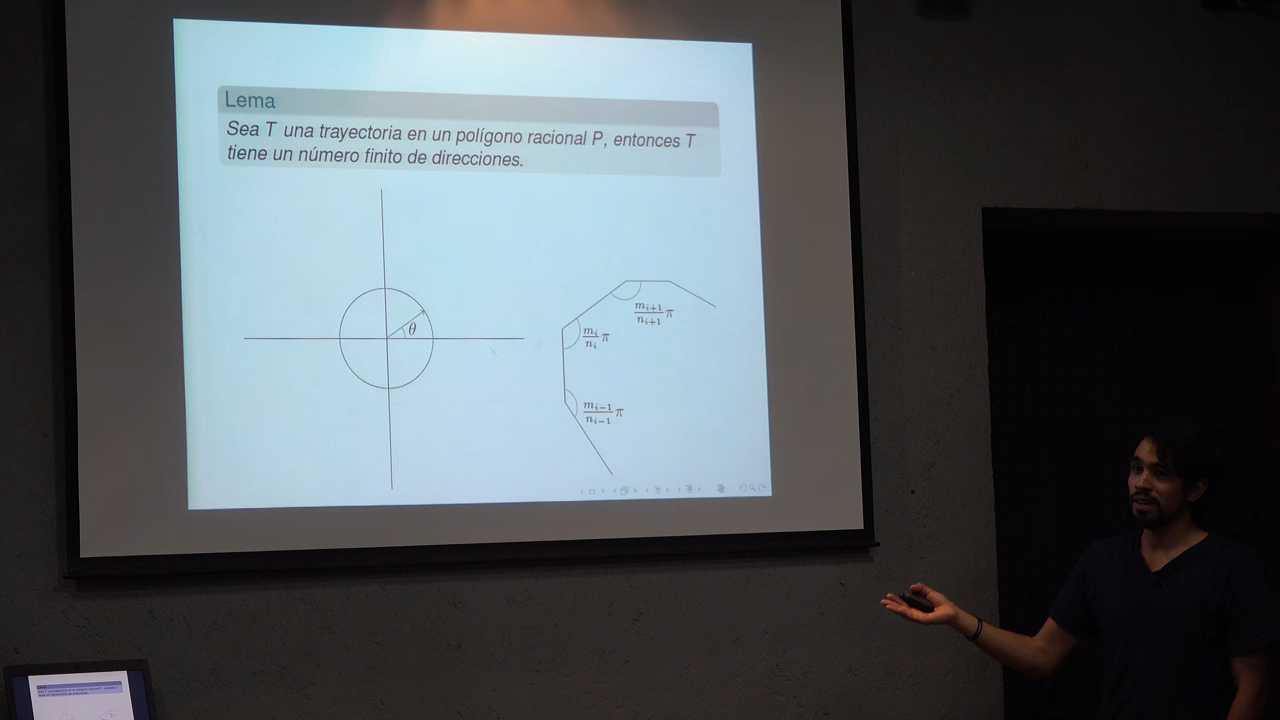 Lema
Sea T una trayectoria en un polígono racional P, entonces T
tiene un número finito de direcciones.
θ
m_{i+1}/n_{i+1} π
m_i/n_i π
m_{i−1}/n_{i−1} π